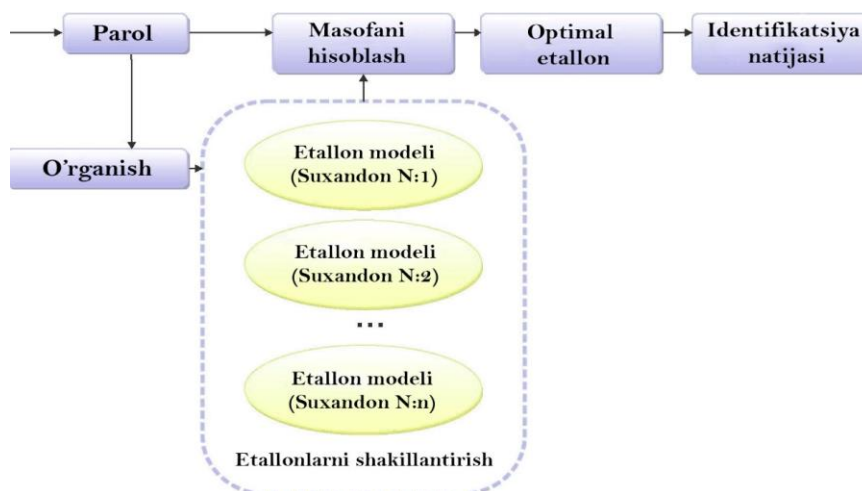 Parol
Masofani
hisoblash
Optimal
etallon
Identifikatsiya
natijasi
O'rganish
Etallon modeli
(Suxandon N:1)
Etallon modeli
(Suxandon N:2)
...
Etallon modeli
(Suxandon N:n)
Etallonlarni shakillantirish